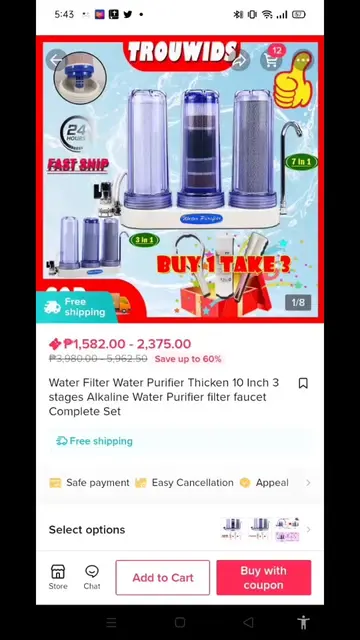 5:43
TROUWIDS
12
24
HOURS
FAST SHIP
7 in 1
Water Purifier
3 in 1
BUY 1 TAKE 3
Free
shipping
1/8
₱1,582.00 - 2,375.00
₱3,980.00 - 5,962.50 Save up to 60%
Water Filter Water Purifier Thicken 10 Inch 3
stages Alkaline Water Purifier filter faucet
Complete Set
Free shipping
Safe payment
Easy Cancellation
Appeal
Select options
Store
Chat
Add to Cart
Buy with
coupon